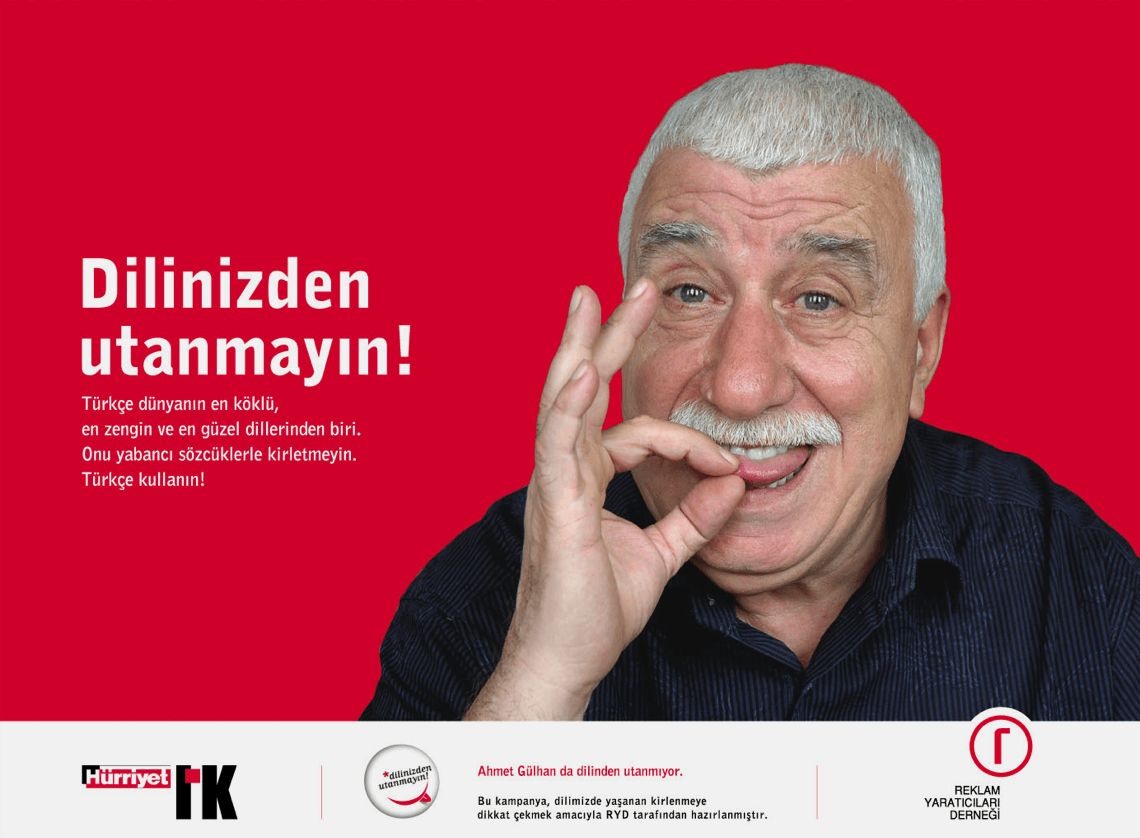 Dilinizden
utanmayın!
Türkçe dünyanın en köklü,
en zengin ve en güzel dillerinden biri.
Onu yabancı sözcüklerle kirletmeyin.
Türkçe kullanın!
Hürriyet
İK
*dilinizden
utanmayın!
Ahmet Gülhan da dilinden utanmıyor.
Bu kampanya, dilimizde yaşanan kirlenmeye
dikkat çekmek amacıyla RYD tarafından hazırlanmıştır.
r
REKLAM
YARATICILARI
DERNEĞİ